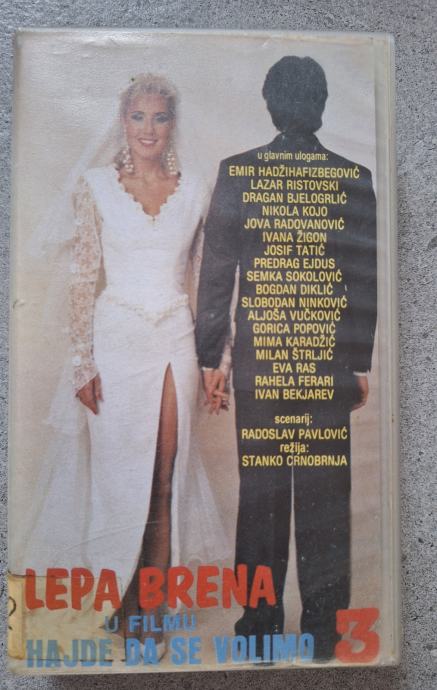 u glavnim ulogama:
EMIR HADŽIHAFIZBEGOVIĆ
LAZAR RISTOVSKI
DRAGAN BJELOGRLIĆ
NIKOLA KOJO
JOVA RADOVANOVIĆ
IVANA ŽIGON
JOSIF TATIĆ
PREDRAG EJDUS
SEMKA SOKOLOVIĆ
BOGDAN DIKLIĆ
SLOBODAN NINKOVIĆ
ALJOŠA VUČKOVIĆ
GORICA POPOVIĆ
MIMA KARADŽIĆ
MILAN ŠTRLJIĆ
EVA RAS
RAHELA FERARI
IVAN BEKJAREV
scenarij:
RADOSLAV PAVLOVIĆ
režija:
STANKO CRNOBRNJA
LEPA BRENA
U FILMU
HAJDE DA SE VOLIMO 3